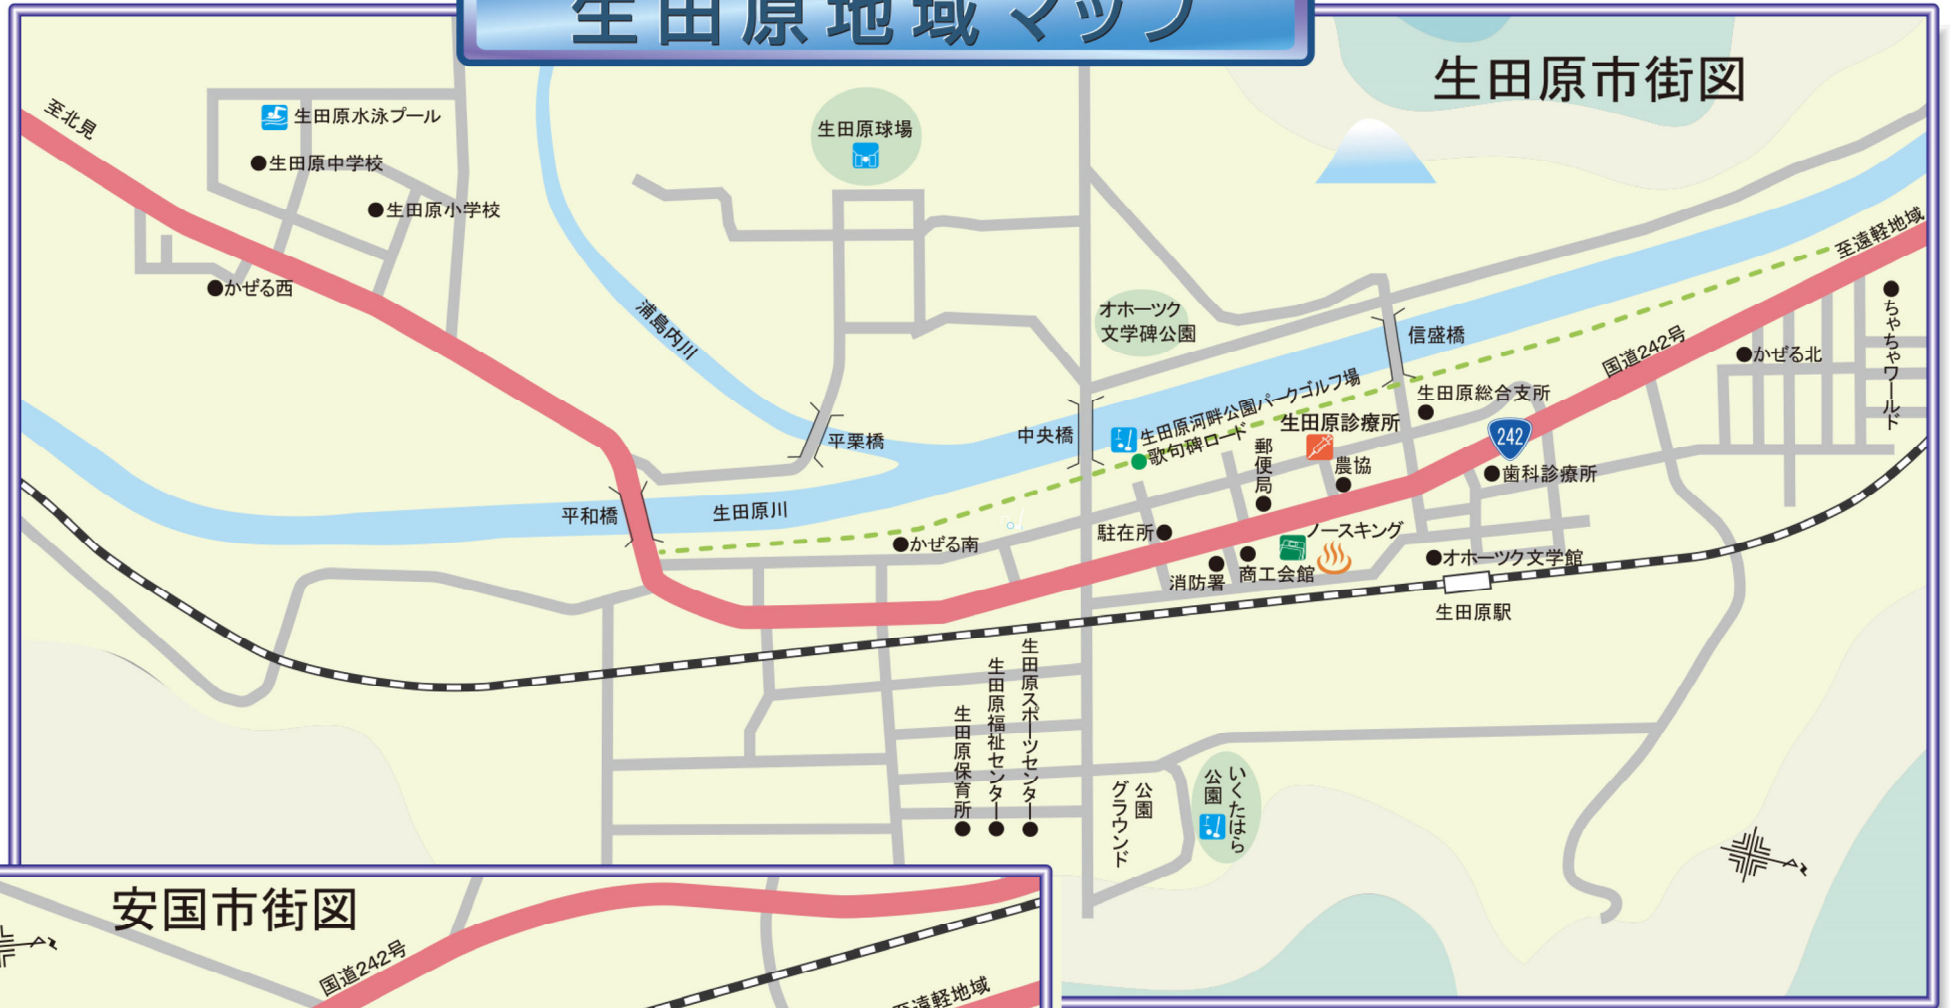 生田原地域マップ
生田原市街図
至北見
生田原水泳プール
生田原中学校
生田原小学校
かぜる西
生田原球場
浦島内川
オホーツク
文学碑公園
信盛橋
至遠軽地域
国道242号
ちゃちゃワールド
かぜる北
生田原総合支所
生田原河畔公園パークゴルフ場
歌句碑ロード
生田原診療所
中央橋
平栗橋
郵便局
農協
242
歯科診療所
平和橋
生田原川
かぜる南
駐在所
ノースキング
消防署
商工会館
オホーツク文学館
生田原駅
生田原スポーツセンター
生田原福祉センター
生田原保育所
公園
グラウンド
いくたはら
公園
安国市街図
国道242号
至遠軽地域